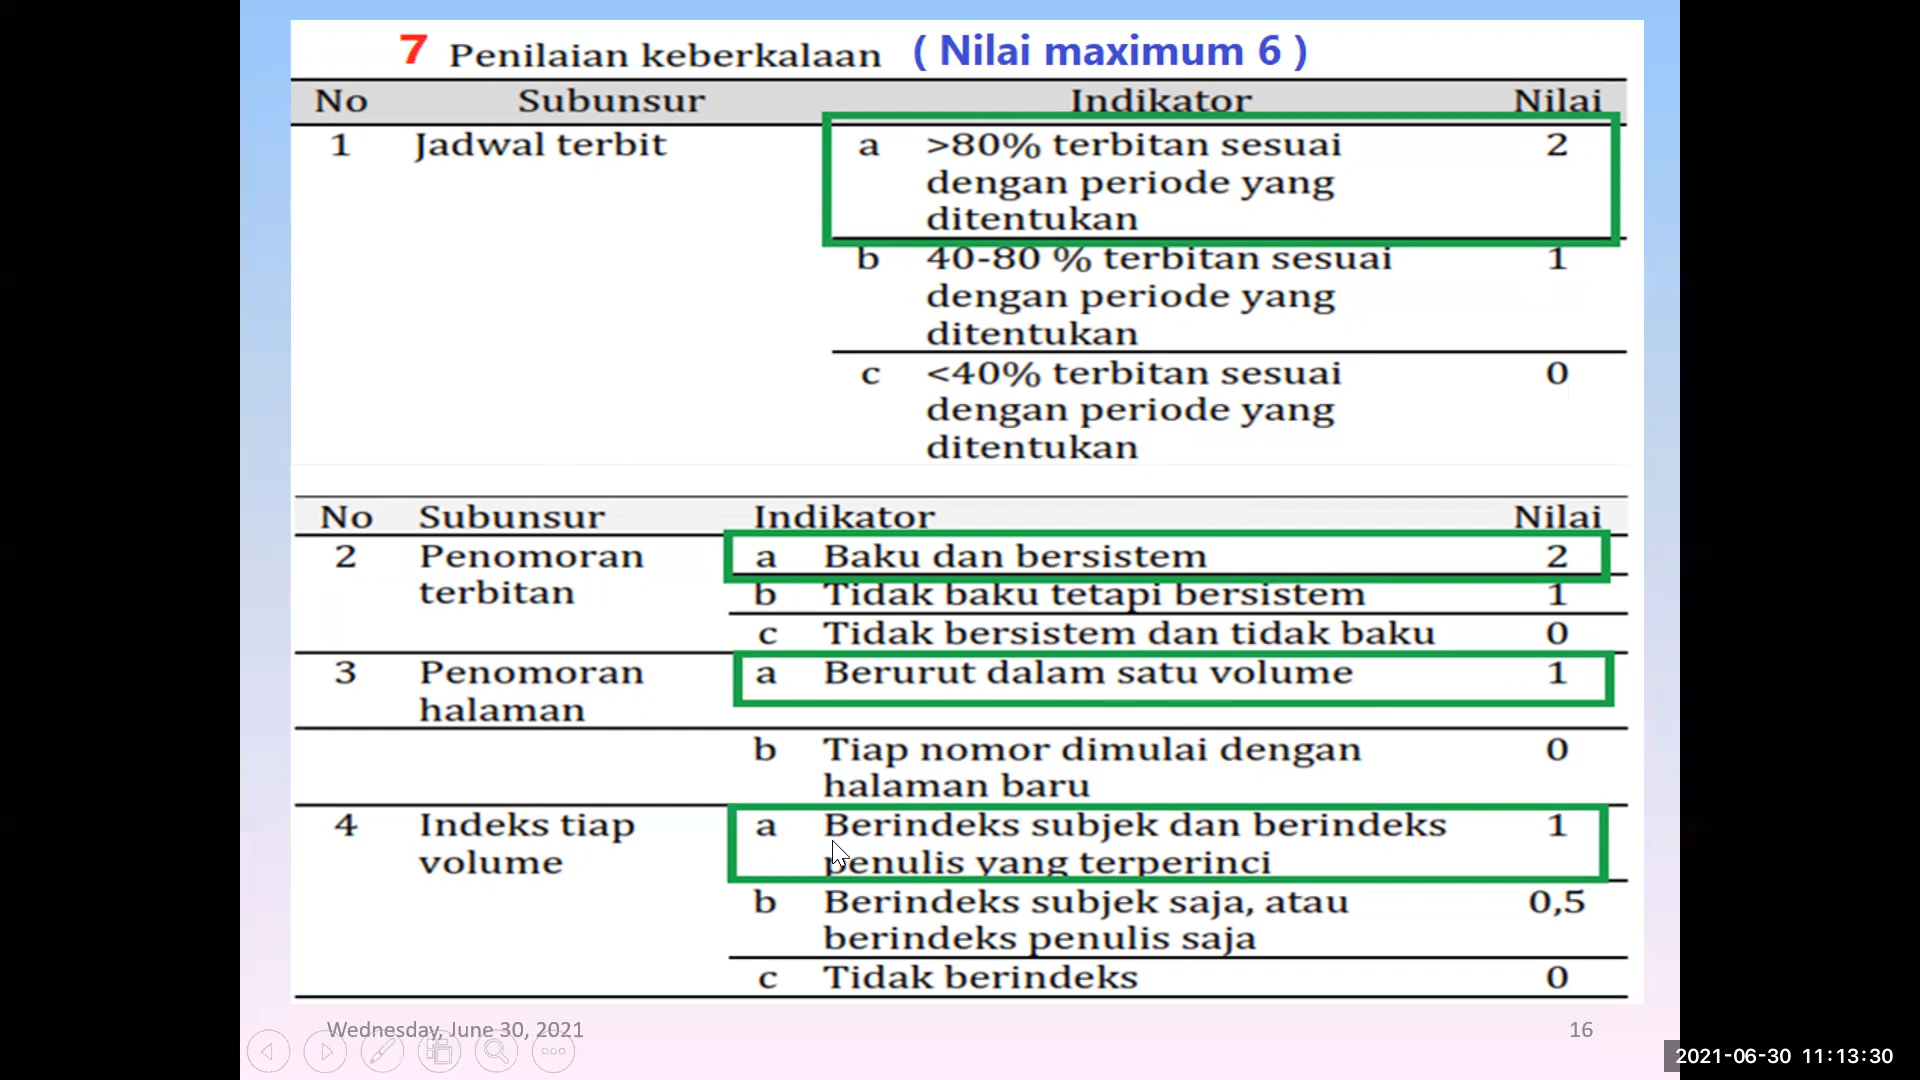 7 Penilaian keberkalaan ( Nilai maximum 6 )
No Subunsur Indikator Nilai
1 Jadwal terbit a >80% terbitan sesuai 2
dengan periode yang
ditentukan
b 40-80 % terbitan sesuai 1
dengan periode yang
ditentukan
c <40% terbitan sesuai 0
dengan periode yang
ditentukan
No Subunsur Indikator Nilai
2 Penomoran a Baku dan bersistem 2
terbitan b Tidak baku tetapi bersistem 1
c Tidak bersistem dan tidak baku 0
3 Penomoran a Berurut dalam satu volume 1
halaman
b Tiap nomor dimulai dengan 0
halaman baru
4 Indeks tiap a Berindeks subjek dan berindeks 1
volume penulis yang terperinci
b Berindeks subjek saja, atau 0,5
berindeks penulis saja
c Tidak berindeks 0
Wednesday, June 30, 2021 16
2021-06-30 11:13:30